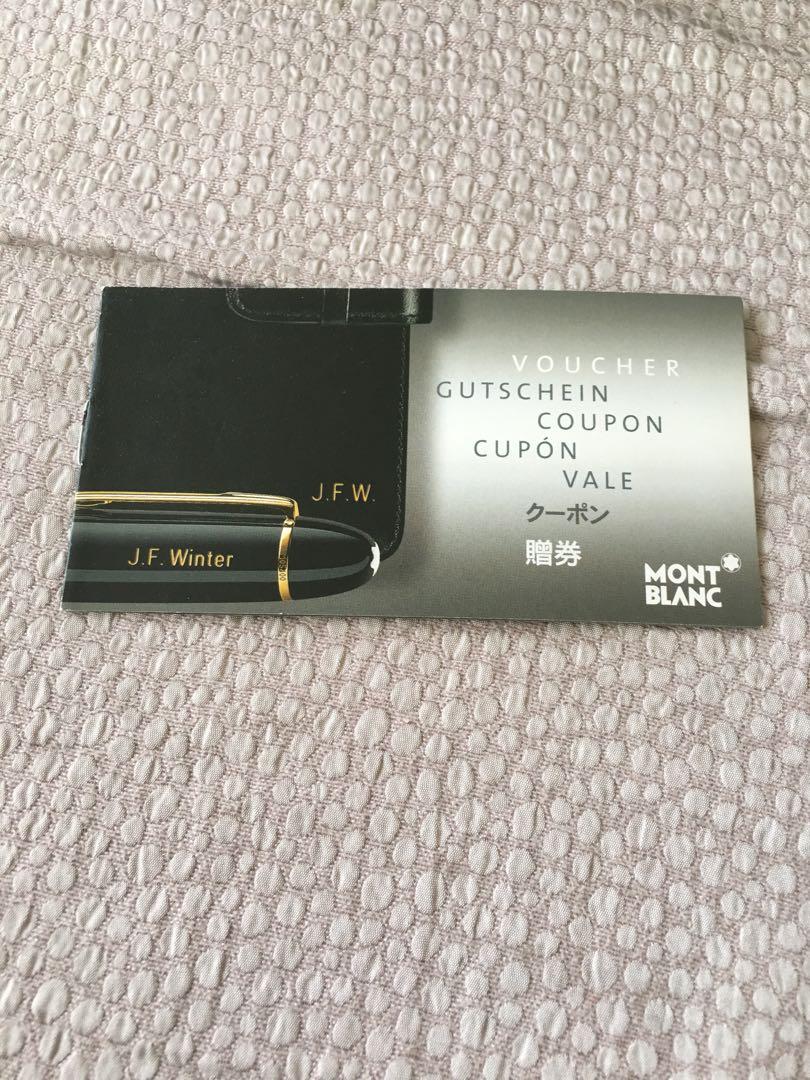 VOUCHER
GUTSCHEIN
COUPON
CUPÓN
VALE
クーポン
贈券
J.F.W.
J.F. Winter
MONT
BLANC